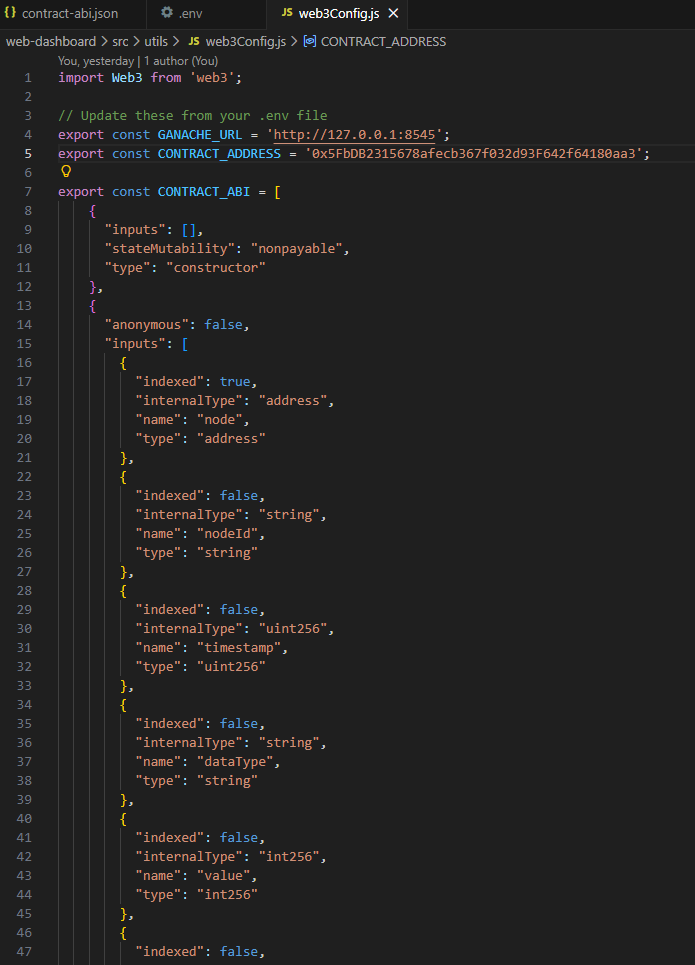 {} contract-abi.json .env JS web3Config.js
web-dashboard > src > utils > JS web3Config.js > CONTRACT_ADDRESS
You, yesterday | 1 author (You)
1 import Web3 from 'web3';
2
3 // Update these from your .env file
4 export const GANACHE_URL = 'http://127.0.0.1:8545';
5 export const CONTRACT_ADDRESS = '0x5FbDB2315678afecb367f032d93F642f64180aa3';
6
7 export const CONTRACT_ABI = [
8 {
9 "inputs": [],
10 "stateMutability": "nonpayable",
11 "type": "constructor"
12 },
13 {
14 "anonymous": false,
15 "inputs": [
16 {
17 "indexed": true,
18 "internalType": "address",
19 "name": "node",
20 "type": "address"
21 },
22 {
23 "indexed": false,
24 "internalType": "string",
25 "name": "nodeId",
26 "type": "string"
27 },
28 {
29 "indexed": false,
30 "internalType": "uint256",
31 "name": "timestamp",
32 "type": "uint256"
33 },
34 {
35 "indexed": false,
36 "internalType": "string",
37 "name": "dataType",
38 "type": "string"
39 },
40 {
41 "indexed": false,
42 "internalType": "int256",
43 "name": "value",
44 "type": "int256"
45 },
46 {
47 "indexed": false,